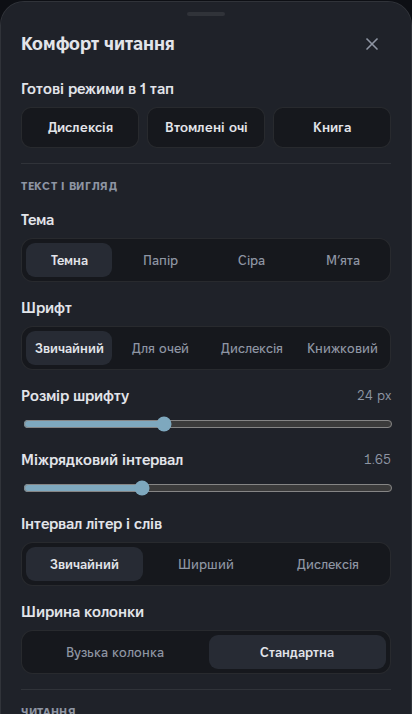 Комфорт читання
Готові режими в 1 тап
Дислексія Втомлені очі Книга
ТЕКСТ І ВИГЛЯД
Тема
Темна Папір Сіра М'ята
Шрифт
Звичайний Для очей Дислексія Книжковий
Розмір шрифту 24 px
Міжрядковий інтервал 1.65
Інтервал літер і слів
Звичайний Ширший Дислексія
Ширина колонки
Вузька колонка Стандартна
ЧИТАННЯ